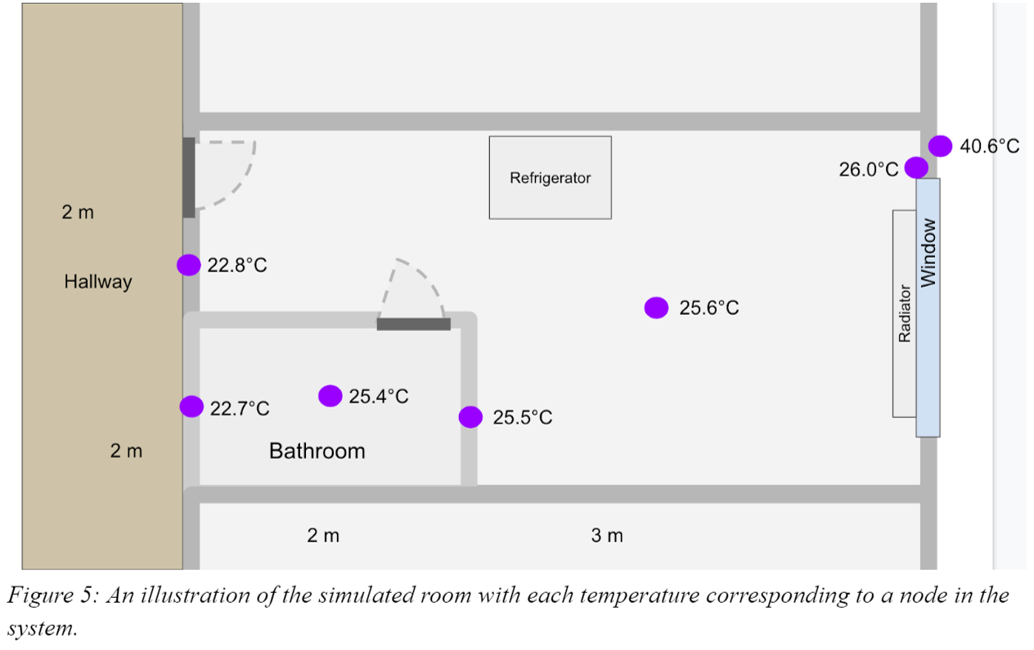 40.6°C
26.0°C
Refrigerator
2 m
Window
22.8°C
Hallway
Radiator
25.6°C
25.4°C
22.7°C
25.5°C
2 m
Bathroom
2 m
3 m
Figure 5: An illustration of the simulated room with each temperature corresponding to a node in the
system.